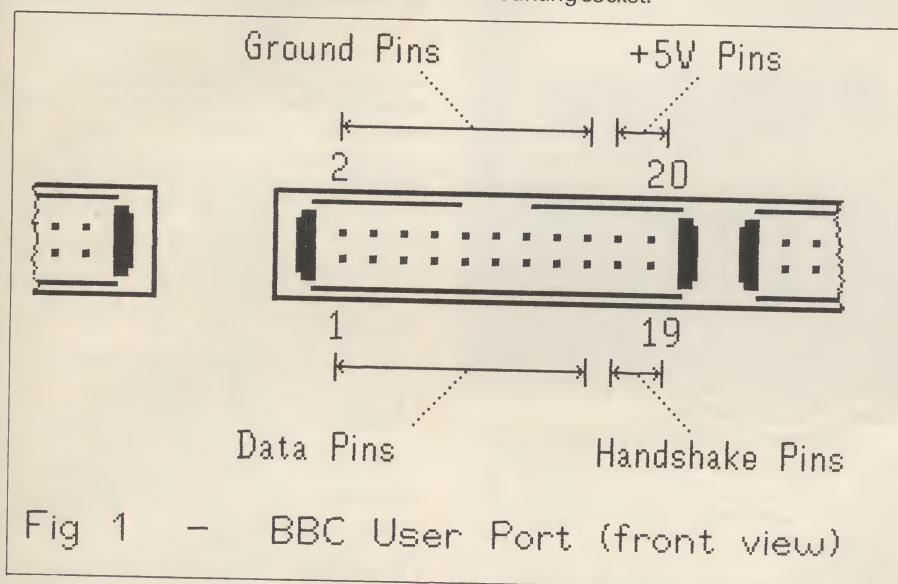 socket.
Ground Pins +5V Pins
2 20
1 19
Data Pins Handshake Pins
Fig 1 - BBC User Port (front view)